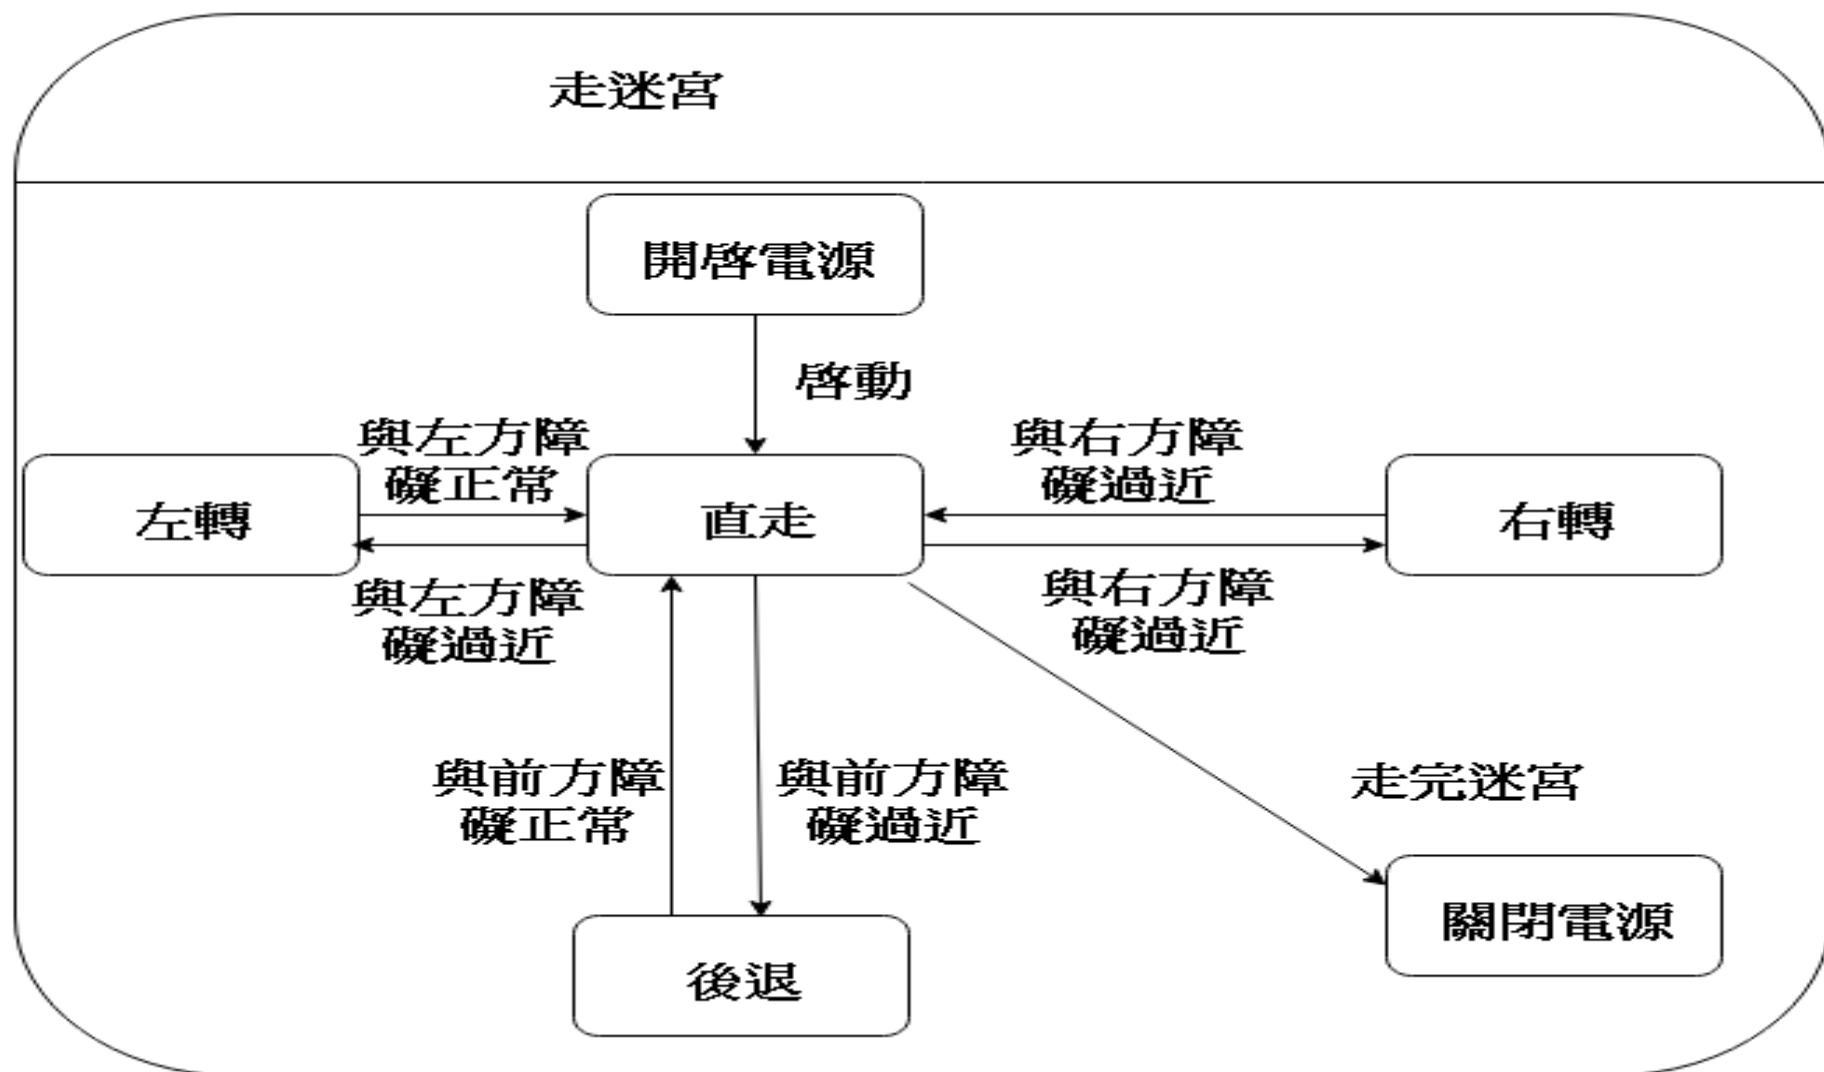 走迷宮
開啓電源
啓動
與左方障
礙正常
與右方障
礙過近
左轉
直走
右轉
與左方障
礙過近
與右方障
礙過近
與前方障
礙正常
與前方障
礙過近
走完迷宮
關閉電源
後退